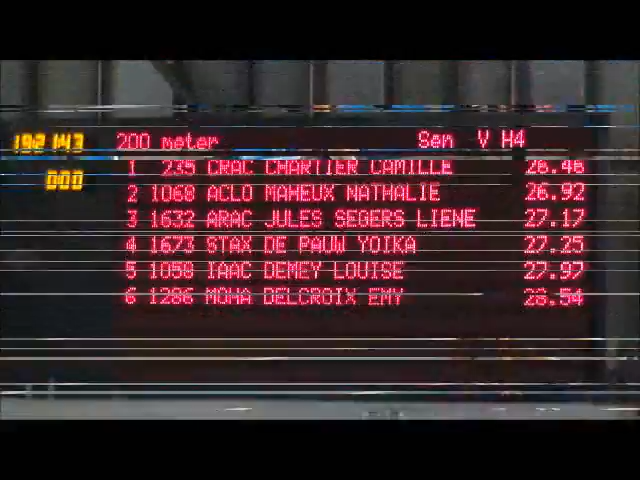 192143 200 meter Sen V H4
000
1 235 CRAC CHARTIER CAMILLE 26.46
2 1068 ACLO MAHEUX NATHALIE 26.92
3 1632 ARAC JULES SEGERS LIENE 27.17
4 1673 STAX DE PAUW YOIKA 27.25
5 1058 IAAC DEMEY LOUISE 27.97
6 1286 MOHA DELCROIX EMY 28.54